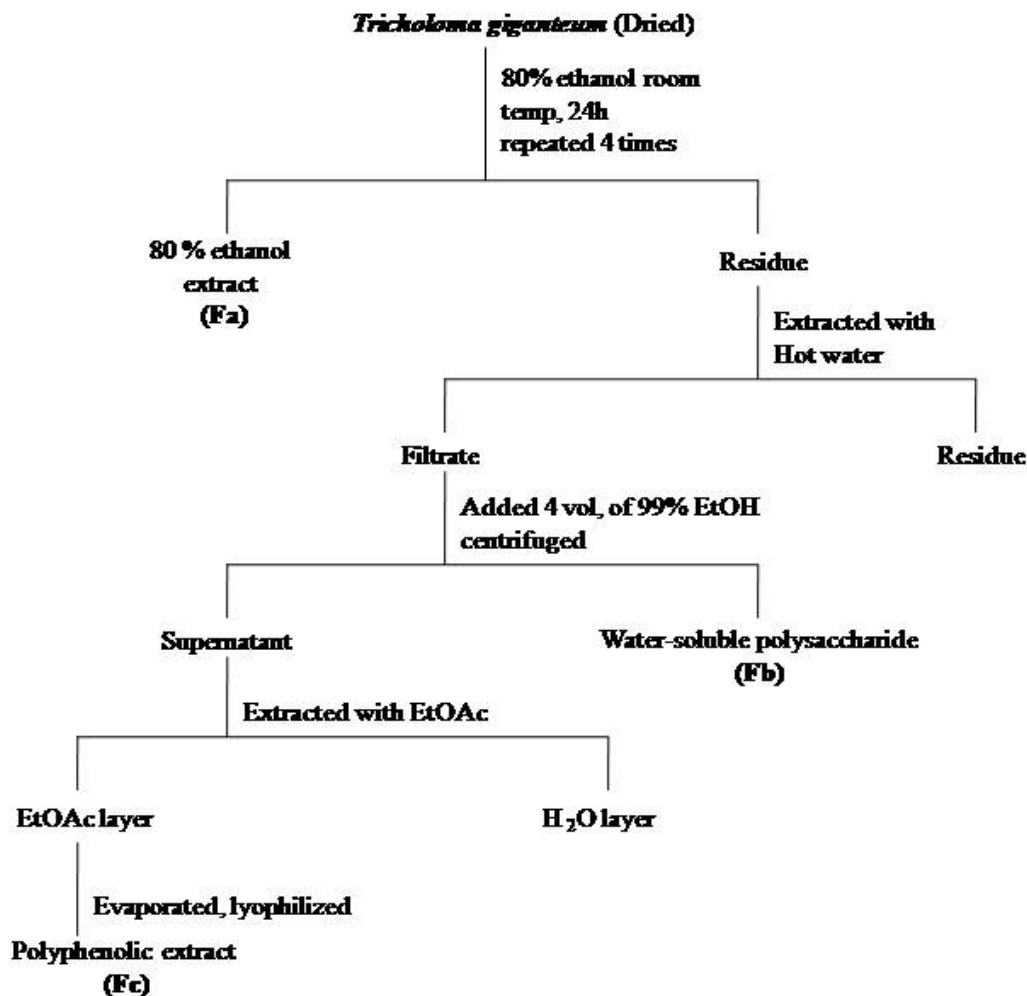 Tricholoma giganteum (Dried)
80% ethanol room
temp, 24h
repeated 4 times
80 % ethanol
extract
(Fa)
Residue
Extracted with
Hot water
Filtrate
Residue
Added 4 vol, of 99% EtOH
centrifuged
Supernatant
Water-soluble polysaccharide
(Fb)
Extracted with EtOAc
EtOAc layer
H₂O layer
Evaporated, lyophilized
Polyphenolic extract
(Fc)